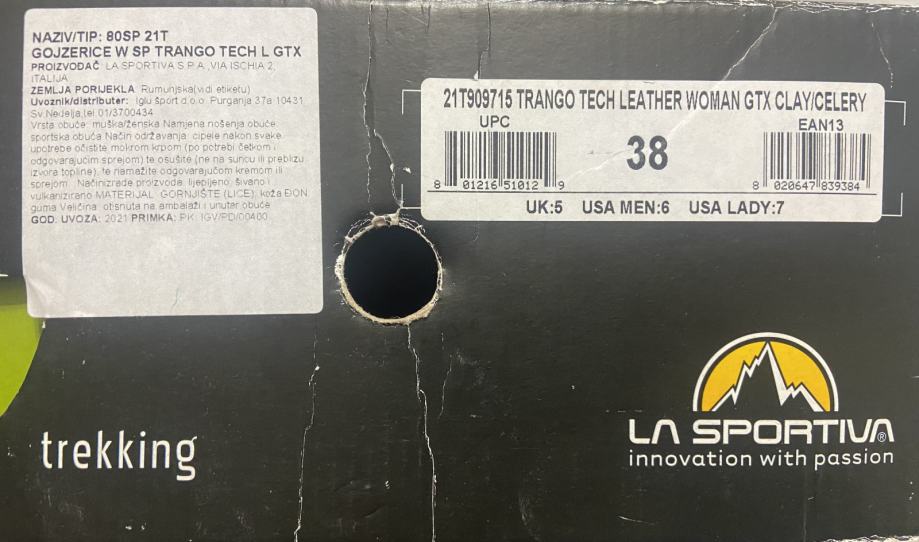 NAZIV/TIP: 80SP 21T
GOJZERICE W SP TRANGO TECH L GTX
PROIZVODAČ LA SPORTIVA S.P.A.,VIA ISCHIA 2,
ITALIJA
ZEMLJA PORIJEKLA Rumunjska(vidi etiketu)
Uvoznik/distributer: Iglu šport d.o.o. Purganja 37a 10431
Sv.Nedelja,tel.01/3700434
Vrsta obuće: muška/ženska Namjena nošenja obuće:
sportska obuća Način održavanja: cipele nakon svake
upotrebe očistite mokrom krpom (po potrebi četkom i
odgovarajućim sprejom) te osušite (ne na suncu ili preblizu
izvora topline), te namažite odgovarajućom kremom ili
sprejom. Načinizrade proizvoda: lijepljeno, šivano i
vulkanizirano MATERIJAL: GORNJIŠTE (LICE): koža ĐON:
guma Veličina: otisnuta na ambalaži i unutar obuće
GOD. UVOZA: 2021 PRIMKA: PK: IGV/PD/00400
21T909715 TRANGO TECH LEATHER WOMAN GTX CLAY/CELERY
UPC
38
EAN13
8 01216 51012 9
8 020647 839384
UK:5 USA MEN:6 USA LADY:7
trekking
LA SPORTIVA®
innovation with passion